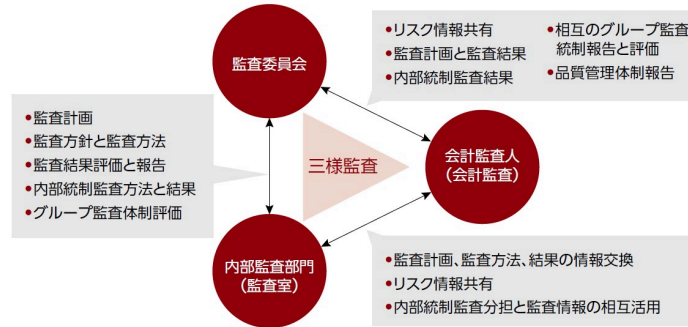 監査委員会
●リスク情報共有
●監査計画と監査結果
●内部統制監査結果
●相互のグループ監査
統制報告と評価
●品質管理体制報告
●監査計画
●監査方針と監査方法
●監査結果評価と報告
●内部統制監査方法と結果
●グループ監査体制評価
三様監査
会計監査人
(会計監査)
内部監査部門
(監査室)
●監査計画、監査方法、結果の情報交換
●リスク情報共有
●内部統制監査分担と監査情報の相互活用